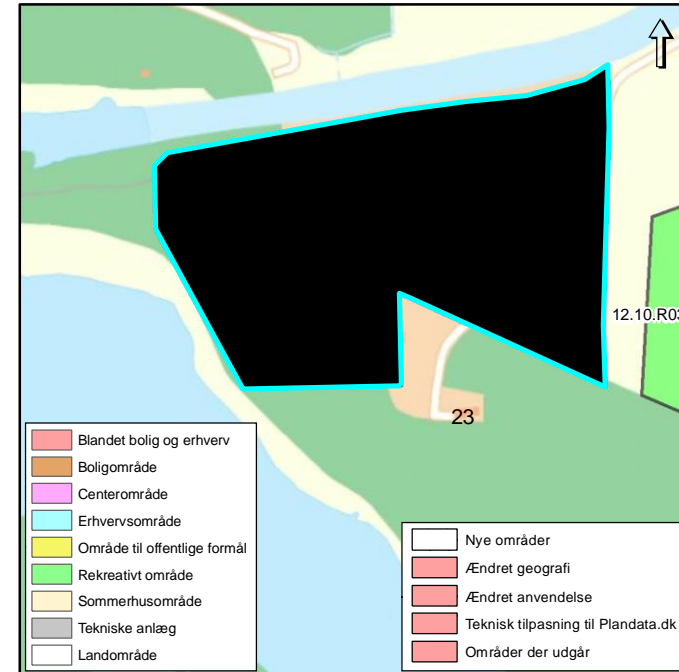 12.10.R03
23
Blandet bolig og erhverv
Boligområde
Centerområde
Erhvervsområde
Område til offentlige formål
Rekreativt område
Sommerhusområde
Tekniske anlæg
Landområde
Nye områder
Ændret geografi
Ændret anvendelse
Teknisk tilpasning til Plandata.dk
Områder der udgår